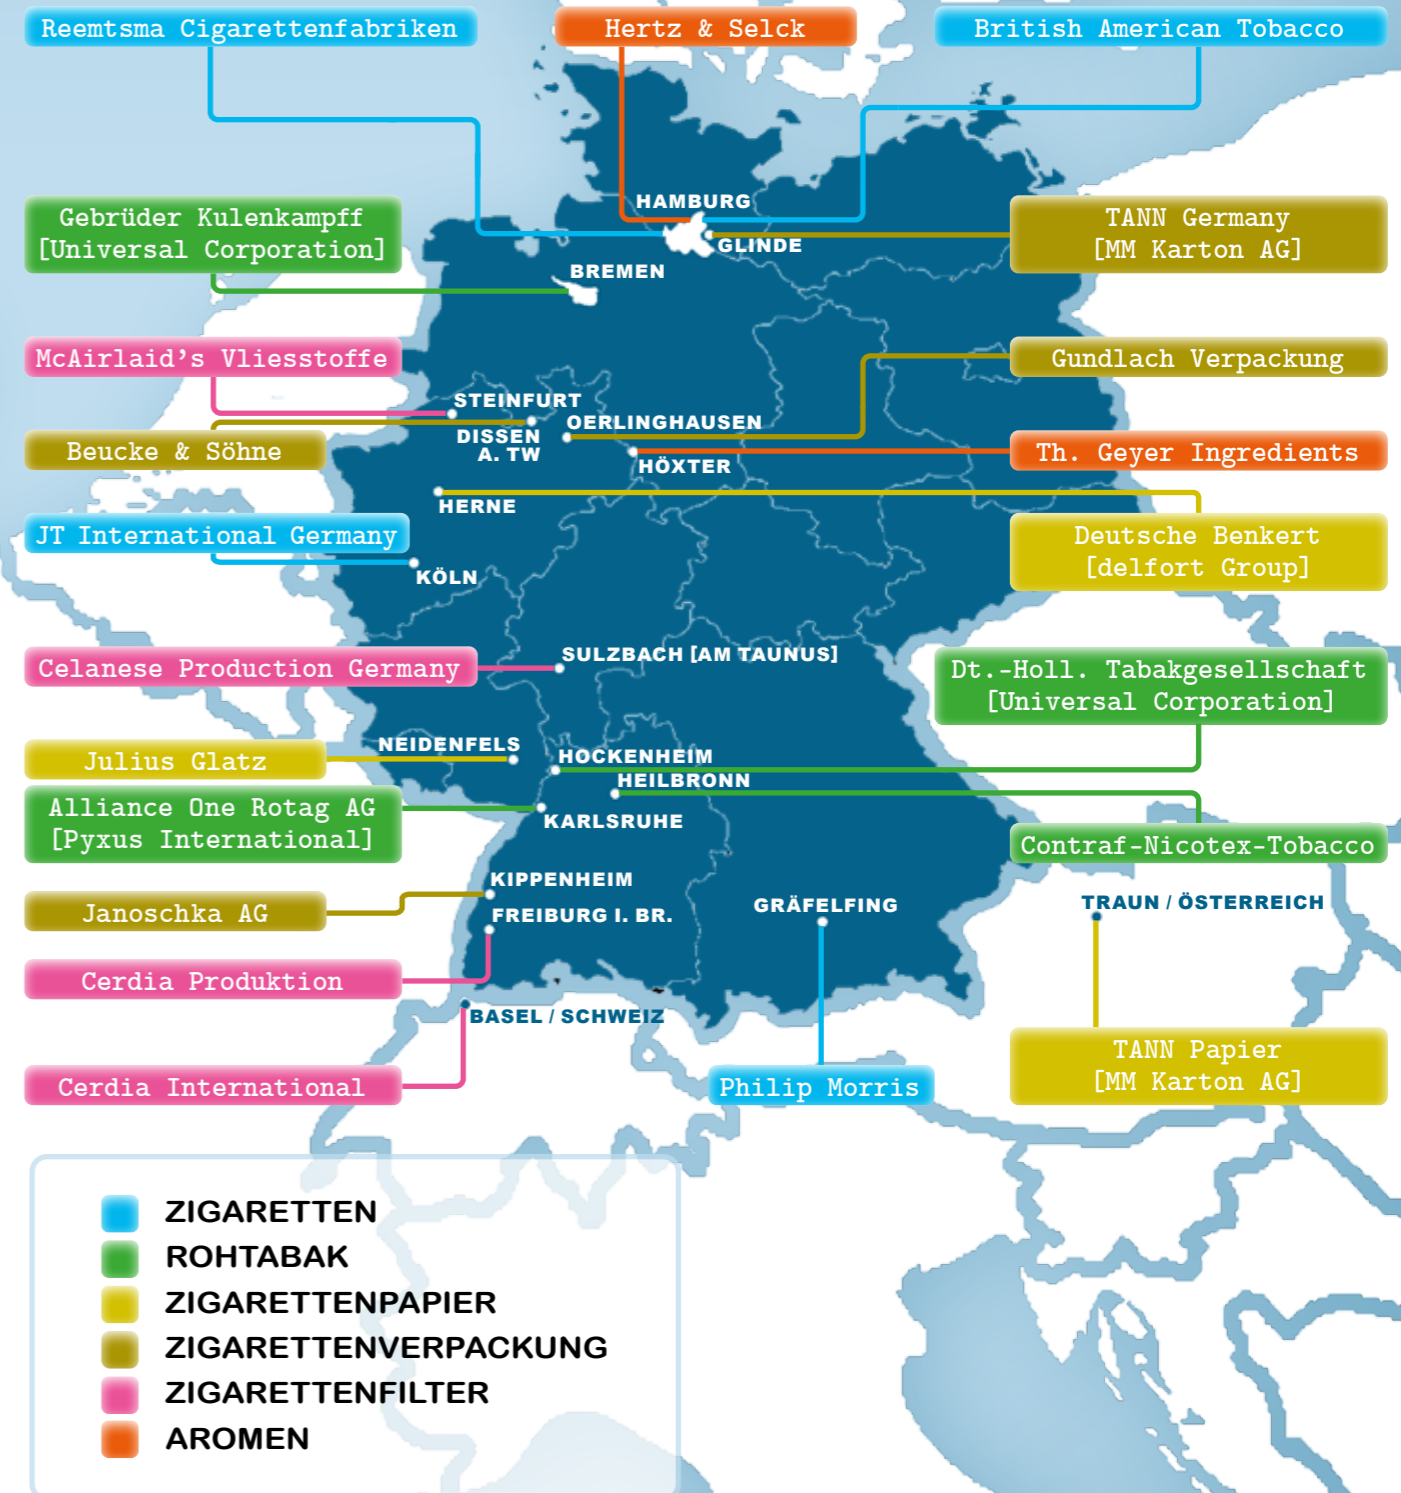 Reemtsma Cigarettenfabriken
Hertz & Selck
British American Tobacco
HAMBURG
Gebrüder Kulenkampff
[Universal Corporation]
TANN Germany
[MM Karton AG]
GLINDE
BREMEN
McAirlaid's Vliesstoffe
Gundlach Verpackung
STEINFURT
OERLINGHAUSEN
DISSEN
A. TW
Beucke & Söhne
Th. Geyer Ingredients
HÖXTER
HERNE
JT International Germany
Deutsche Benkert
[delfort Group]
KÖLN
SULZBACH [AM TAUNUS]
Celanese Production Germany
Dt.-Holl. Tabakgesellschaft
[Universal Corporation]
NEIDENFELS
HOCKENHEIM
Julius Glatz
HEILBRONN
Alliance One Rotag AG
[Pyxus International]
KARLSRUHE
Contraf-Nicotex-Tobacco
KIPPENHEIM
Janoschka AG
FREIBURG I. BR.
GRÄFELFING
TRAUN / ÖSTERREICH
Cerdia Produktion
BASEL / SCHWEIZ
TANN Papier
[MM Karton AG]
Cerdia International
Philip Morris
ZIGARETTEN
ROHTABAK
ZIGARETTENPAPIER
ZIGARETTENVERPACKUNG
ZIGARETTENFILTER
AROMEN